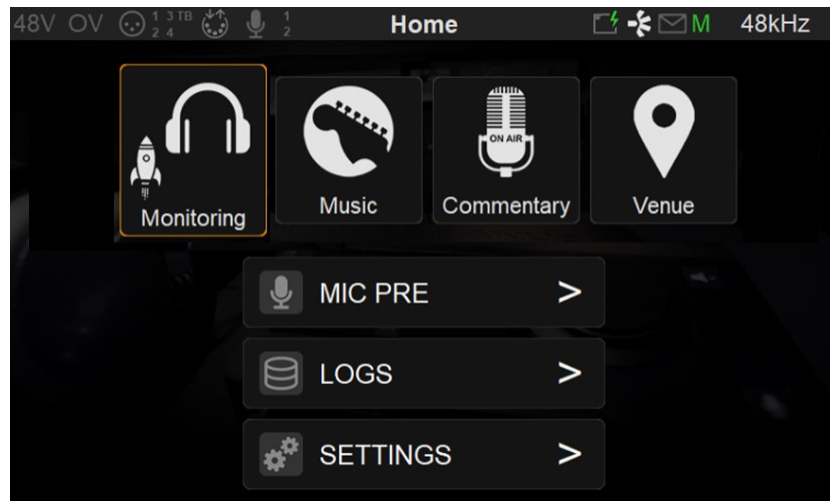 48V OV 1 3 TB 1 Home M 48kHz
2 4 2
ON AIR
Monitoring Music Commentary Venue
MIC PRE >
LOGS >
SETTINGS >